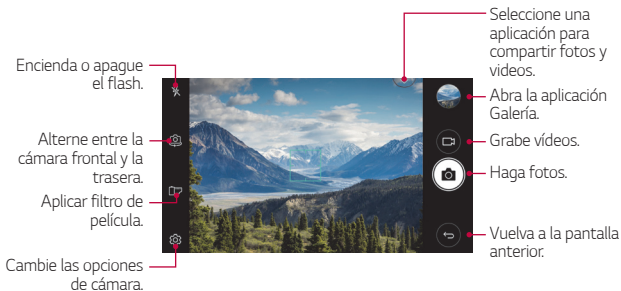 Encienda o apague
el flash.
Alterne entre la
cámara frontal y la
trasera.
Aplicar filtro de
película.
Cambie las opciones
de cámara.
Seleccione una
aplicación para
compartir fotos y
videos.
Abra la aplicación
Galería.
Grabe vídeos.
Haga fotos.
Vuelva a la pantalla
anterior.